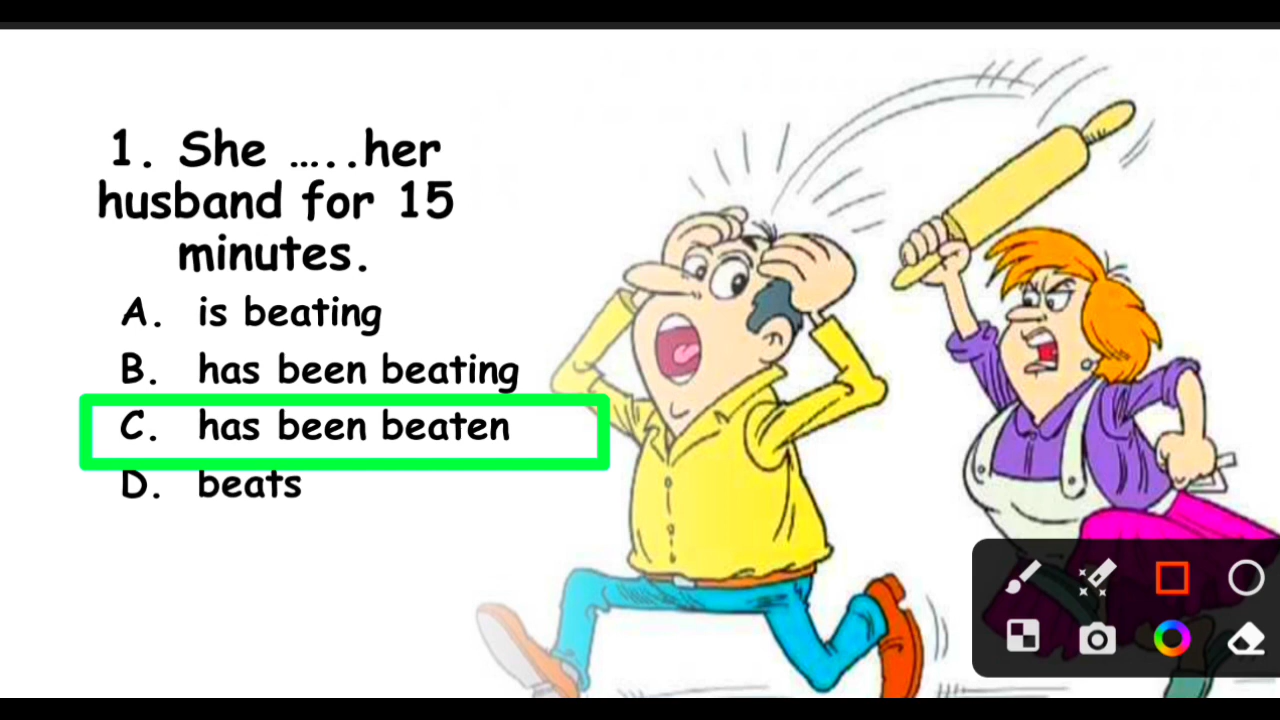 1. She …..her
husband for 15
minutes.
A. is beating
B. has been beating
C. has been beaten
D. beats